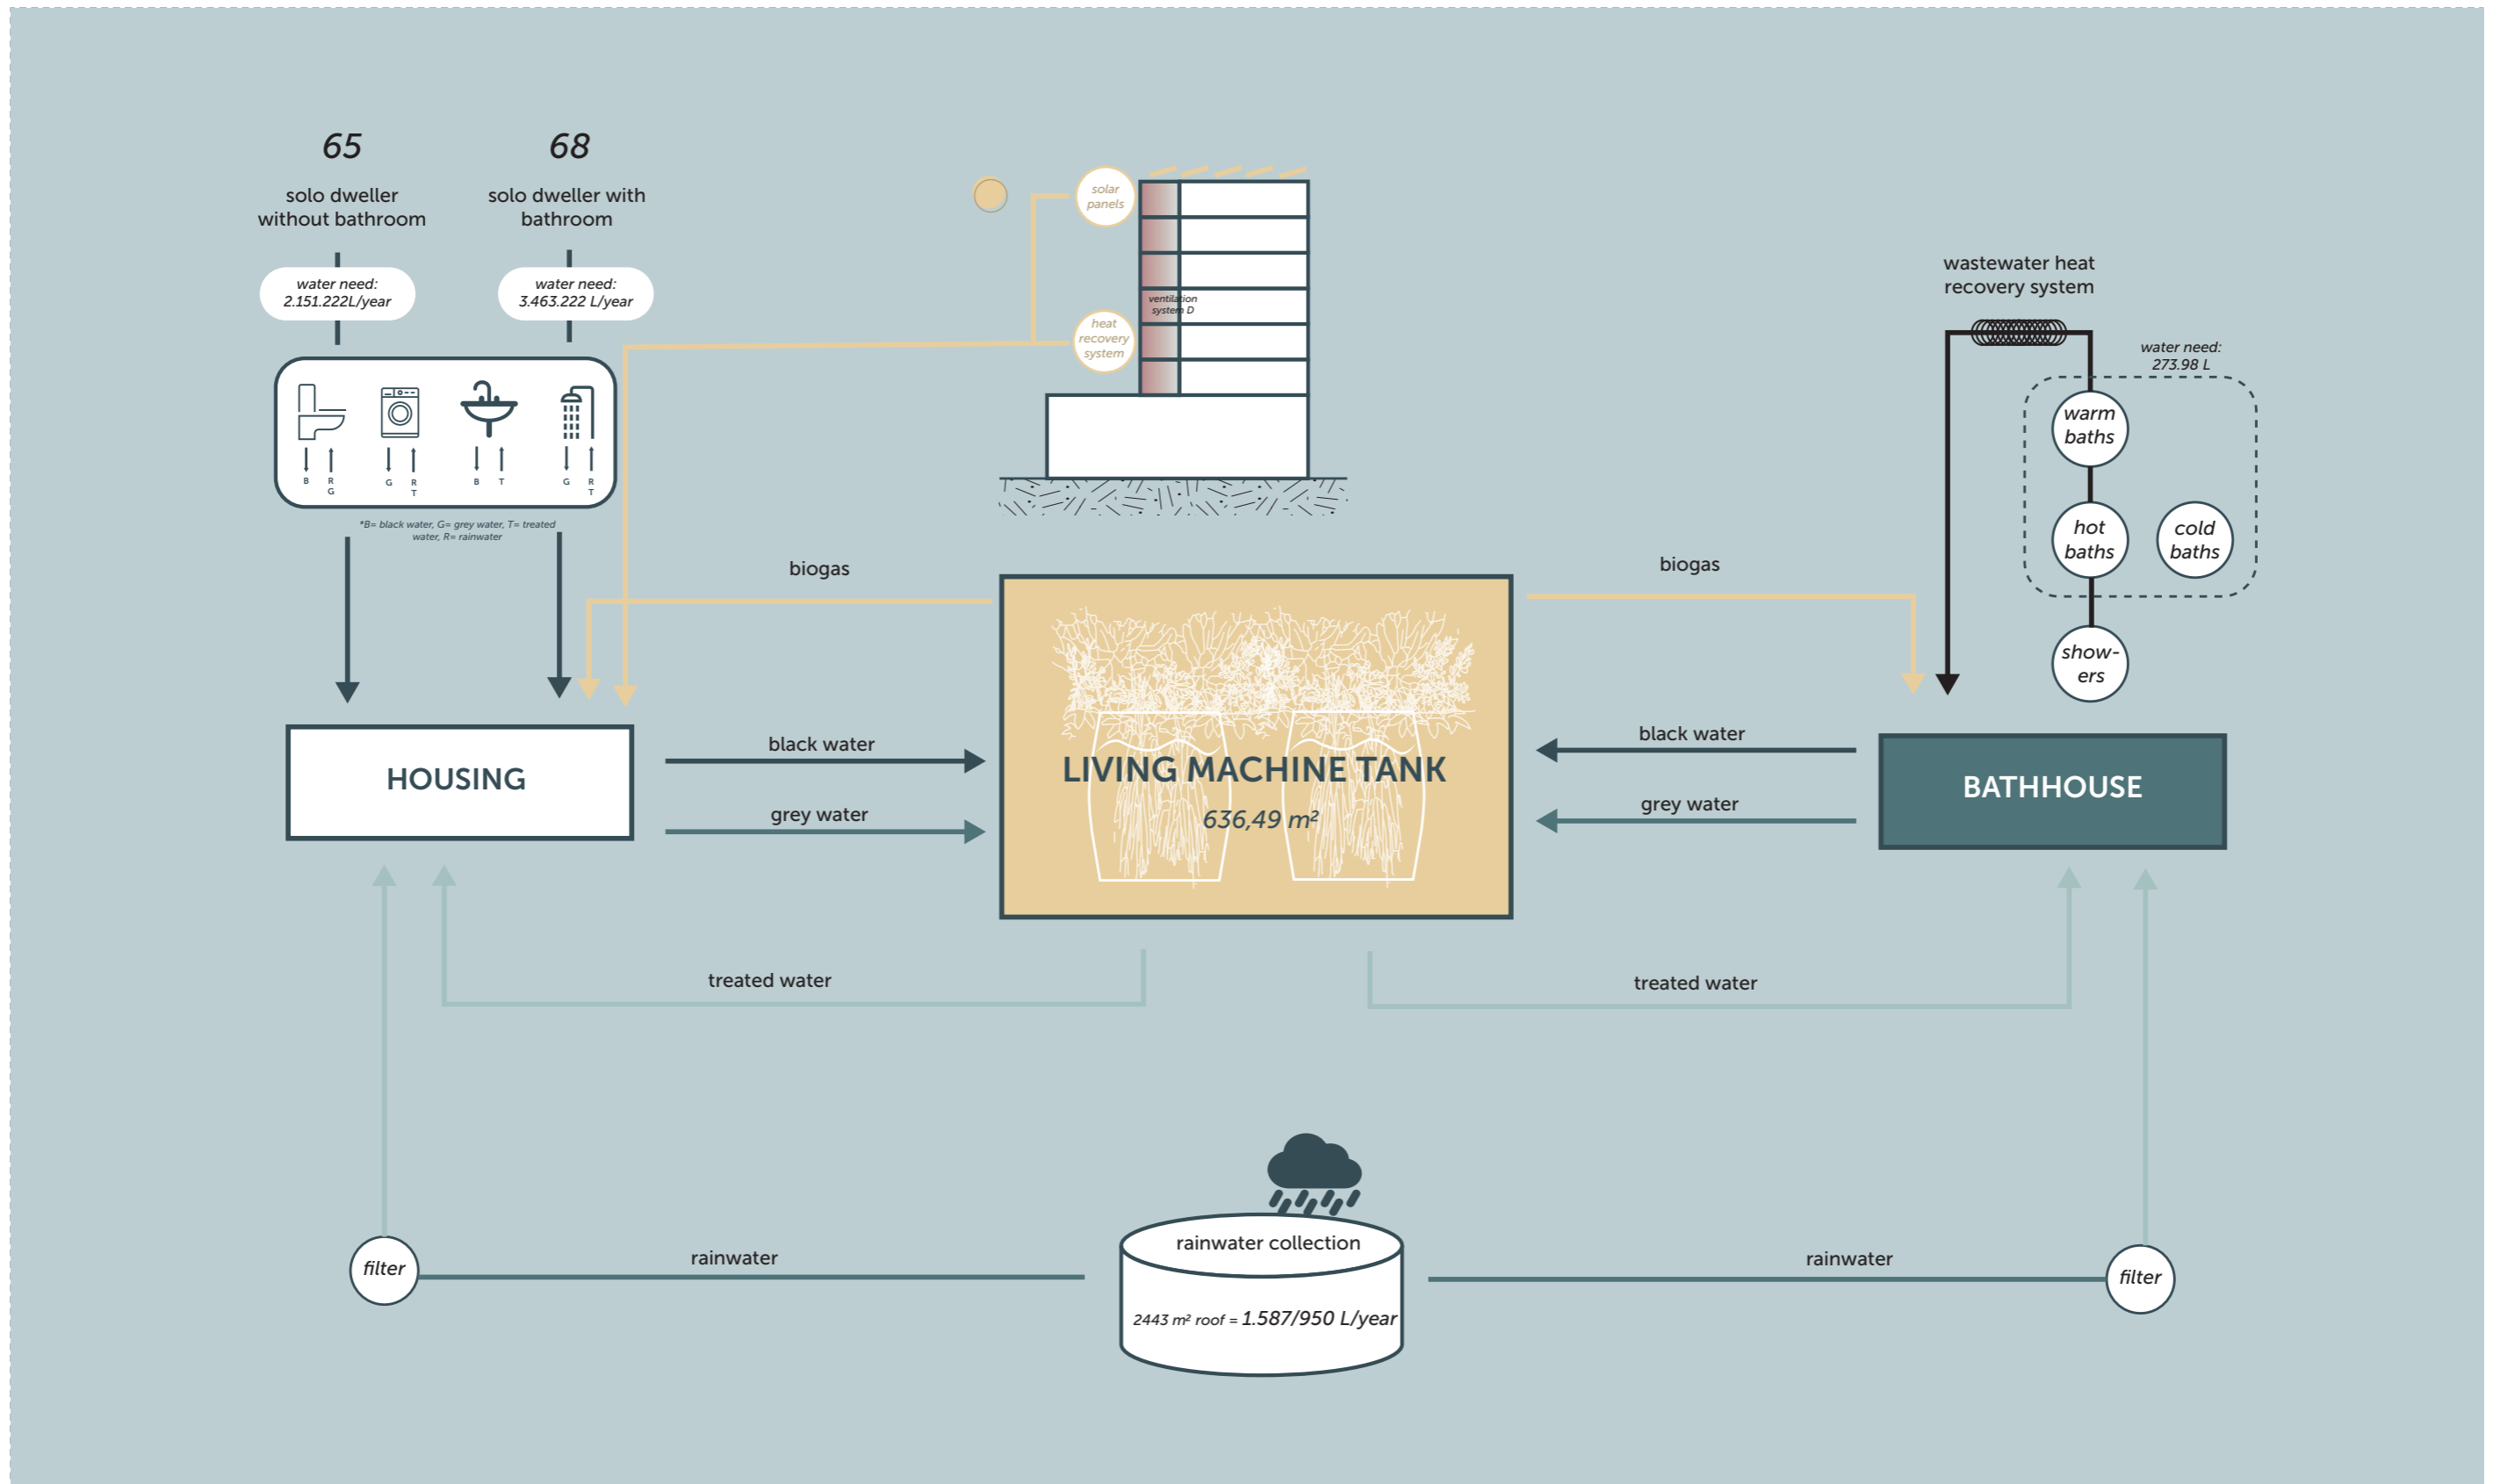 65
68
solo dweller
without bathroom
solo dweller with
bathroom
water need:
2.151.222L/year
water need:
3.463.222 L/year
B
R
G
G
R
T
B
T
G
R
T
*B= black water, G= grey water, T= treated
water, R= rainwater
solar
panels
ventilation
system D
heat
recovery
system
wastewater heat
recovery system
water need:
273.98 L
warm
baths
hot
baths
cold
baths
show-
ers
biogas
biogas
HOUSING
black water
grey water
LIVING MACHINE TANK
636,49 m²
black water
grey water
BATHHOUSE
treated water
treated water
filter
rainwater
rainwater collection
2443 m² roof = 1.587/950 L/year
rainwater
filter